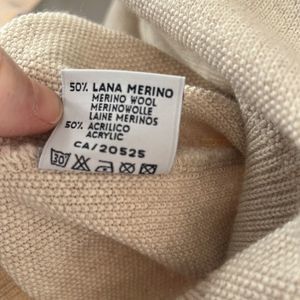 50% LANA MERINO
MERINO WOOL
MERINOWOLLE
LAINE MERINOS
50% ACRILICO
ACRYLIC
CA/20525
30